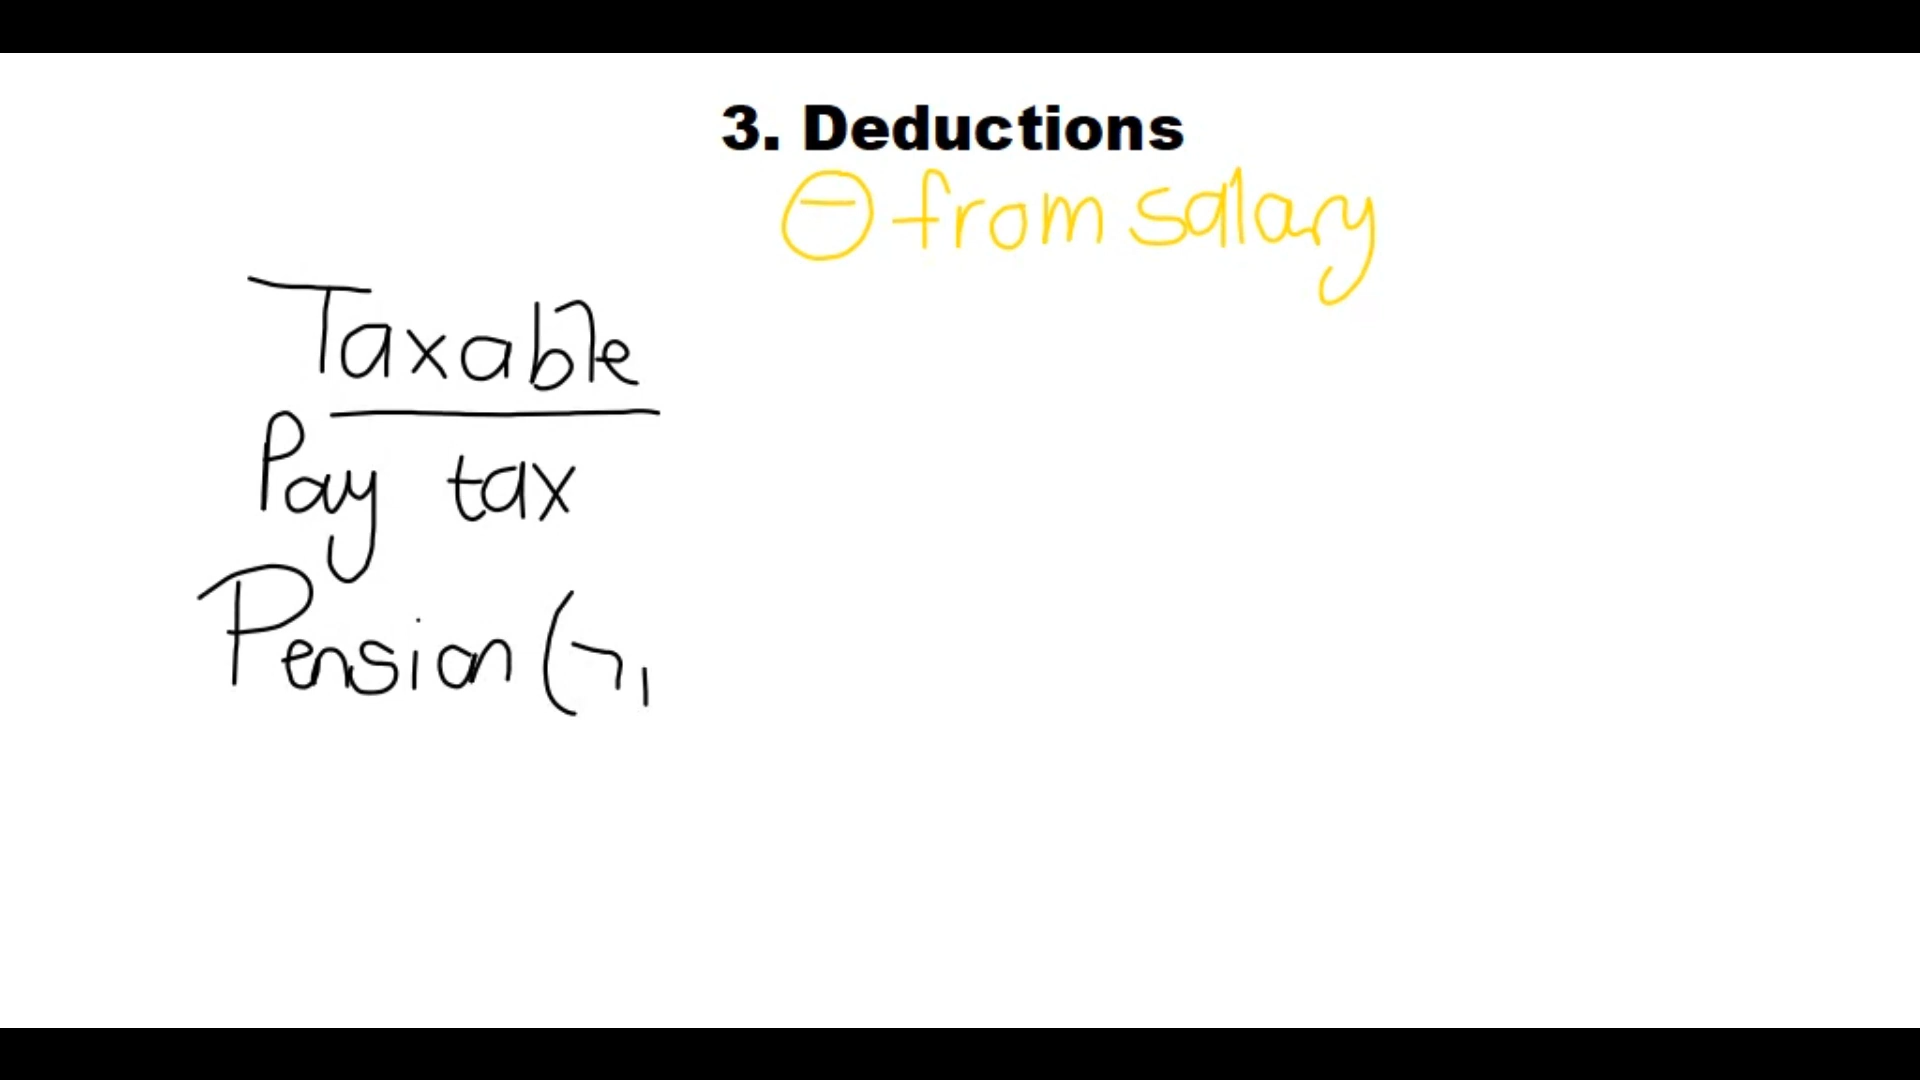 3. Deductions
⊖ from salary
Taxable
Pay tax
Pension (7,